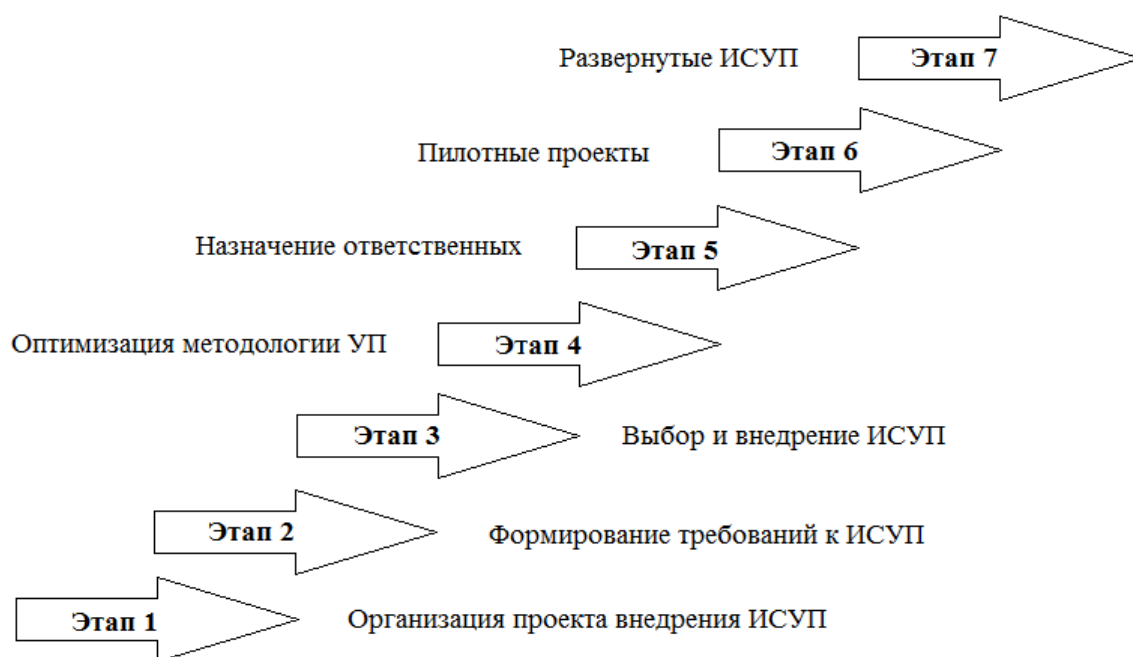 Развернутые ИСУП Этап 7
Пилотные проекты Этап 6
Назначение ответственных Этап 5
Оптимизация методологии УП Этап 4
Этап 3 Выбор и внедрение ИСУП
Этап 2 Формирование требований к ИСУП
Этап 1 Организация проекта внедрения ИСУП